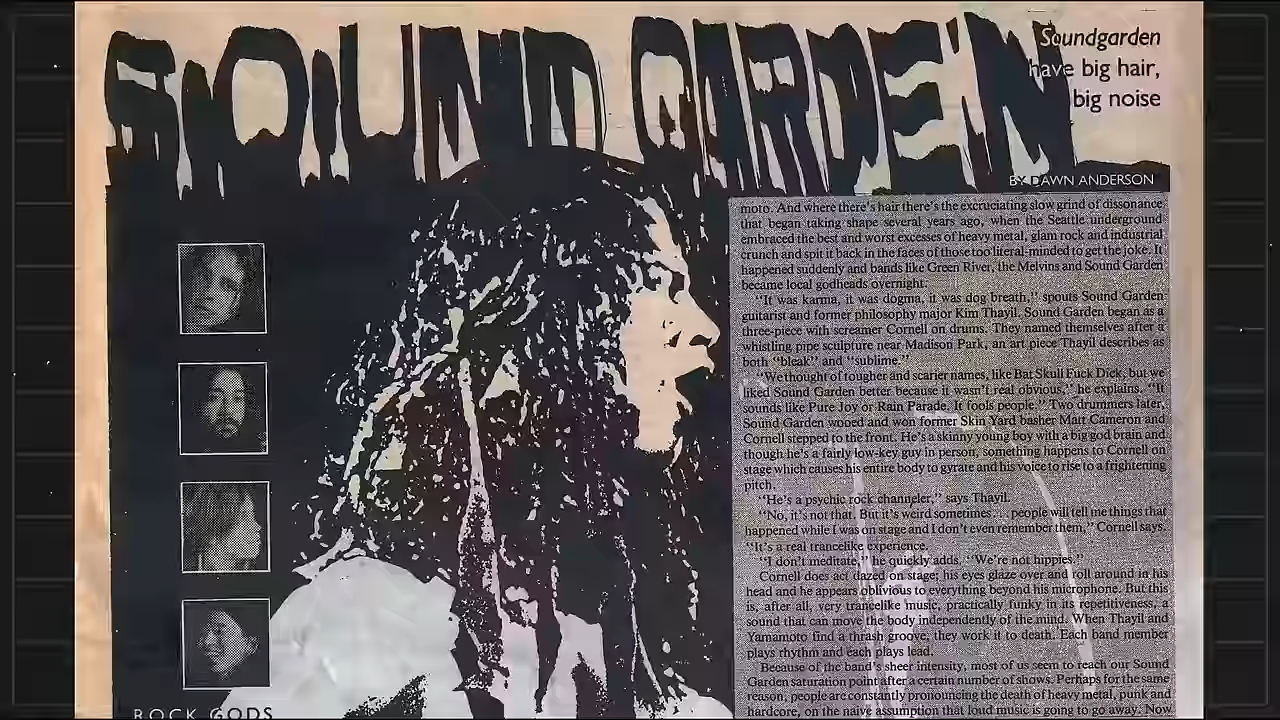 SOUND GARDEN
Soundgarden
have big hair,
big noise
BY DAWN ANDERSON
moto. And where there's hair there's the excruciating slow grind of dissonance
that began taking shape several years ago, when the Seattle underground
embraced the best and worst excesses of heavy metal, glam rock and industrial
crunch and spit it back in the faces of those too literal-minded to get the joke. It
happened suddenly and bands like Green River, the Melvins and Sound Garden
became local godheads overnight.
"It was karma, it was dogma, it was dog breath," spouts Sound Garden
guitarist and former philosophy major Kim Thayil. Sound Garden began as a
three-piece with screamer Cornell on drums. They named themselves after a
whistling pipe sculpture near Madison Park, an art piece Thayil describes as
both "bleak" and "sublime."
"We thought of tougher and scarier names, like Bat Skull Fuck Dick, but we
liked Sound Garden better because it wasn't real obvious," he explains. "It
sounds like Pure Joy or Rain Parade. It fools people." Two drummers later,
Sound Garden wooed and won former Skin Yard basher Matt Cameron and
Cornell stepped to the front. He's a skinny young boy with a big god brain and
though he's a fairly low-key guy in person, something happens to Cornell on
stage which causes his entire body to gyrate and his voice to rise to a frightening
pitch.
"He's a psychic rock channeler," says Thayil.
"No, it's not that. But it's weird sometimes . . . people will tell me things that
happened while I was on stage and I don't even remember them," Cornell says.
"It's a real trancelike experience.
"I don't meditate," he quickly adds, "We're not hippies."
Cornell does act dazed on stage; his eyes glaze over and roll around in his
head and he appears oblivious to everything beyond his microphone. But this
is, after all, very trancelike music, practically funky in its repetitiveness, a
sound that can move the body independently of the mind. When Thayil and
Yamamoto find a thrash groove, they work it to death. Each band member
plays rhythm and each plays lead.
Because of the band's sheer intensity, most of us seem to reach our Sound
Garden saturation point after a certain number of shows. Perhaps for the same
reason, people are constantly pronouncing the death of heavy metal, punk and
hardcore, on the naive assumption that loud music is going to go away. Now
ROCK GODS